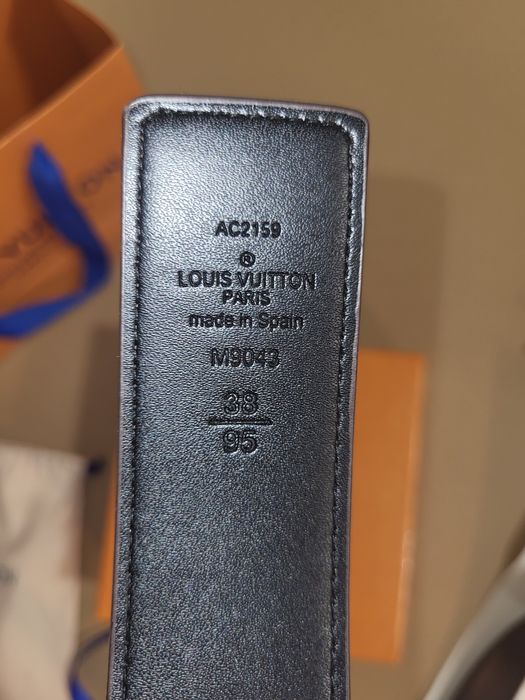 AC2159
®
LOUIS VUITTON
PARIS
made in Spain
M9043
38
95